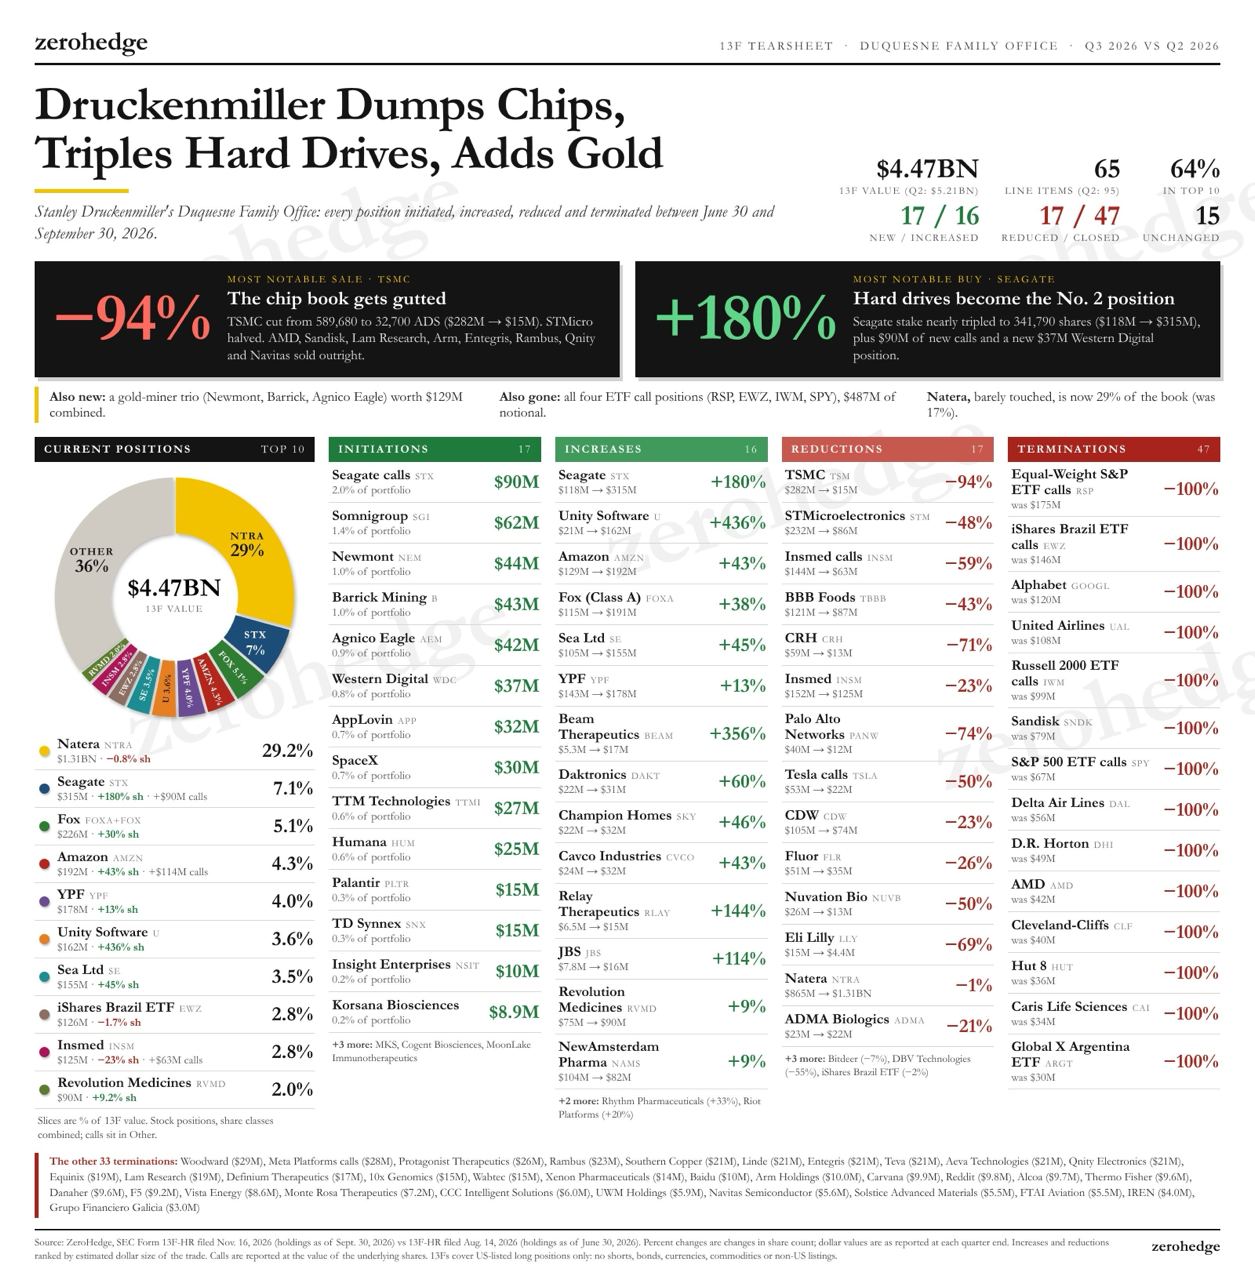 zerohedge
13F TEARSHEET · DUQUESNE FAMILY OFFICE · Q3 2026 VS Q2 2026
Druckenmiller Dumps Chips,
Triples Hard Drives, Adds Gold
Stanley Druckenmiller's Duquesne Family Office: every position initiated, increased, reduced and terminated between June 30 and
September 30, 2026.
$4.47BN
13F VALUE (Q2: $5.21BN)
65
LINE ITEMS (Q2: 95)
64%
IN TOP 10
17 / 16
NEW / INCREASED
17 / 47
REDUCED / CLOSED
15
UNCHANGED
−94%
MOST NOTABLE SALE · TSMC
The chip book gets gutted
TSMC cut from 589,680 to 32,700 ADS ($282M → $15M). STMicro
halved. AMD, Sandisk, Lam Research, Arm, Entegris, Rambus, Qnity
and Navitas sold outright.
+180%
MOST NOTABLE BUY · SEAGATE
Hard drives become the No. 2 position
Seagate stake nearly tripled to 341,790 shares ($118M → $315M),
plus $90M of new calls and a new $37M Western Digital
position.
Also new: a gold-miner trio (Newmont, Barrick, Agnico Eagle) worth $129M
combined.
Also gone: all four ETF call positions (RSP, EWZ, IWM, SPY), $487M of
notional.
Natera, barely touched, is now 29% of the book (was
17%).
CURRENT POSITIONS TOP 10
NTRA
29%
STX
7%
FOX 5.1%
AMZN 4.3%
YPF 4.0%
U 3.6%
SE 3.5%
EWZ 2.8%
INSM 2.8%
RVMD 2.0%
OTHER
36%
$4.47BN
13F VALUE
Natera NTRA 29.2%
$1.31BN · −0.8% sh
Seagate STX 7.1%
$315M · +180% sh · +$90M calls
Fox FOXA+FOX 5.1%
$226M · +30% sh
Amazon AMZN 4.3%
$192M · +43% sh · +$114M calls
YPF YPF 4.0%
$178M · +13% sh
Unity Software U 3.6%
$162M · +436% sh
Sea Ltd SE 3.5%
$155M · +45% sh
iShares Brazil ETF EWZ 2.8%
$126M · −1.7% sh
Insmed INSM 2.8%
$125M · −23% sh · +$63M calls
Revolution Medicines RVMD 2.0%
$90M · +9.2% sh
Slices are % of 13F value. Stock positions, share classes
combined; calls sit in Other.
INITIATIONS 17
Seagate calls STX $90M
2.0% of portfolio
Somnigroup SGI $62M
1.4% of portfolio
Newmont NEM $44M
1.0% of portfolio
Barrick Mining B $43M
1.0% of portfolio
Agnico Eagle AEM $42M
0.9% of portfolio
Western Digital WDC $37M
0.8% of portfolio
AppLovin APP $32M
0.7% of portfolio
SpaceX $30M
0.7% of portfolio
TTM Technologies TTMI $27M
0.6% of portfolio
Humana HUM $25M
0.6% of portfolio
Palantir PLTR $15M
0.3% of portfolio
TD Synnex SNX $15M
0.3% of portfolio
Insight Enterprises NSIT $10M
0.2% of portfolio
Korsana Biosciences $8.9M
0.2% of portfolio
+3 more: MKS, Cogent Biosciences, MoonLake
Immunotherapeutics
INCREASES 16
Seagate STX +180%
$118M → $315M
Unity Software U +436%
$21M → $162M
Amazon AMZN +43%
$129M → $192M
Fox (Class A) FOXA +38%
$115M → $191M
Sea Ltd SE +45%
$105M → $155M
YPF YPF +13%
$143M → $178M
Beam
Therapeutics BEAM +356%
$5.3M → $17M
Daktronics DAKT +60%
$22M → $31M
Champion Homes SKY +46%
$22M → $32M
Cavco Industries CVCO +43%
$24M → $32M
Relay
Therapeutics RLAY +144%
$6.5M → $15M
JBS JBS +114%
$7.8M → $16M
Revolution
Medicines RVMD +9%
$75M → $90M
NewAmsterdam
Pharma NAMS +9%
$104M → $82M
+2 more: Rhythm Pharmaceuticals (+33%), Riot
Platforms (+20%)
REDUCTIONS 17
TSMC TSM −94%
$282M → $15M
STMicroelectronics STM −48%
$232M → $86M
Insmed calls INSM −59%
$144M → $63M
BBB Foods TBBB −43%
$121M → $87M
CRH CRH −71%
$59M → $13M
Insmed INSM −23%
$152M → $125M
Palo Alto
Networks PANW −74%
$40M → $12M
Tesla calls TSLA −50%
$53M → $22M
CDW CDW −23%
$105M → $74M
Fluor FLR −26%
$51M → $35M
Nuvation Bio NUVB −50%
$26M → $13M
Eli Lilly LLY −69%
$15M → $4.4M
Natera NTRA −1%
$865M → $1.31BN
ADMA Biologics ADMA −21%
$23M → $22M
+3 more: Bitdeer (−7%), DBV Technologies
(−55%), iShares Brazil ETF (−2%)
TERMINATIONS 47
Equal-Weight S&P
ETF calls RSP −100%
was $175M
iShares Brazil ETF
calls EWZ −100%
was $146M
Alphabet GOOGL −100%
was $120M
United Airlines UAL −100%
was $108M
Russell 2000 ETF
calls IWM −100%
was $99M
Sandisk SNDK −100%
was $79M
S&P 500 ETF calls SPY −100%
was $67M
Delta Air Lines DAL −100%
was $56M
D.R. Horton DHI −100%
was $49M
AMD AMD −100%
was $42M
Cleveland-Cliffs CLF −100%
was $40M
Hut 8 HUT −100%
was $36M
Caris Life Sciences CAI −100%
was $34M
Global X Argentina
ETF ARGT −100%
was $30M
The other 33 terminations: Woodward ($29M), Meta Platforms calls ($28M), Protagonist Therapeutics ($26M), Rambus ($23M), Southern Copper ($21M), Linde ($21M), Entegris ($21M), Teva ($21M), Aeva Technologies ($21M), Qnity Electronics ($21M),
Equinix ($19M), Lam Research ($19M), Definium Therapeutics ($17M), 10x Genomics ($15M), Wabtec ($15M), Xenon Pharmaceuticals ($14M), Baidu ($10M), Arm Holdings ($10.0M), Carvana ($9.9M), Reddit ($9.8M), Alcoa ($9.7M), Thermo Fisher ($9.6M),
Danaher ($9.6M), F5 ($9.2M), Vista Energy ($8.6M), Monte Rosa Therapeutics ($7.2M), CCC Intelligent Solutions ($6.0M), UWM Holdings ($5.9M), Navitas Semiconductor ($5.6M), Solstice Advanced Materials ($5.5M), FTAI Aviation ($5.5M), IREN ($4.0M),
Grupo Financiero Galicia ($3.0M)
Source: ZeroHedge, SEC Form 13F-HR filed Nov. 16, 2026 (holdings as of Sept. 30, 2026) vs 13F-HR filed Aug. 14, 2026 (holdings as of June 30, 2026). Percent changes are changes in share count; dollar values are as reported at each quarter end. Increases and reductions
ranked by estimated dollar size of the trade. Calls are reported at the value of the underlying shares. 13Fs cover US-listed long positions only: no shorts, bonds, currencies, commodities or non-US listings.
zerohedge